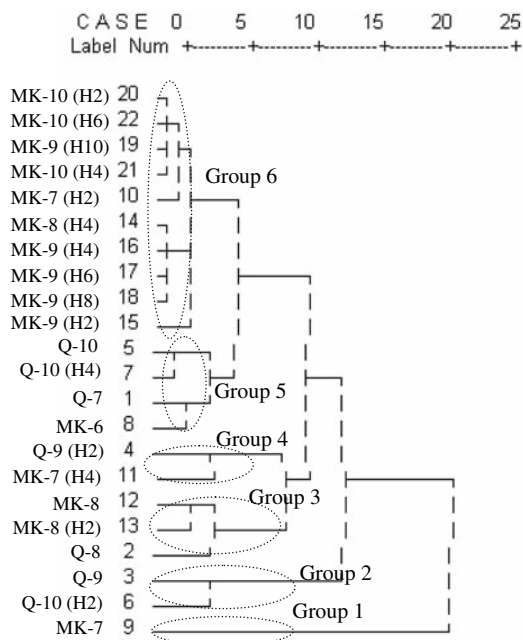 C A S E 0 5 10 15 20 25
Label Num +---------+---------+---------+---------+---------+
MK-10 (H2) 20
MK-10 (H6) 22
MK-9 (H10) 19
MK-10 (H4) 21
Group 6
MK-7 (H2) 10
MK-8 (H4) 14
MK-9 (H4) 16
MK-9 (H6) 17
MK-9 (H8) 18
MK-9 (H2) 15
Q-10 5
Q-10 (H4) 7
Group 5
Q-7 1
MK-6 8
Q-9 (H2) 4
Group 4
MK-7 (H4) 11
MK-8 12
Group 3
MK-8 (H2) 13
Q-8 2
Q-9 3
Group 2
Q-10 (H2) 6
Group 1
MK-7 9